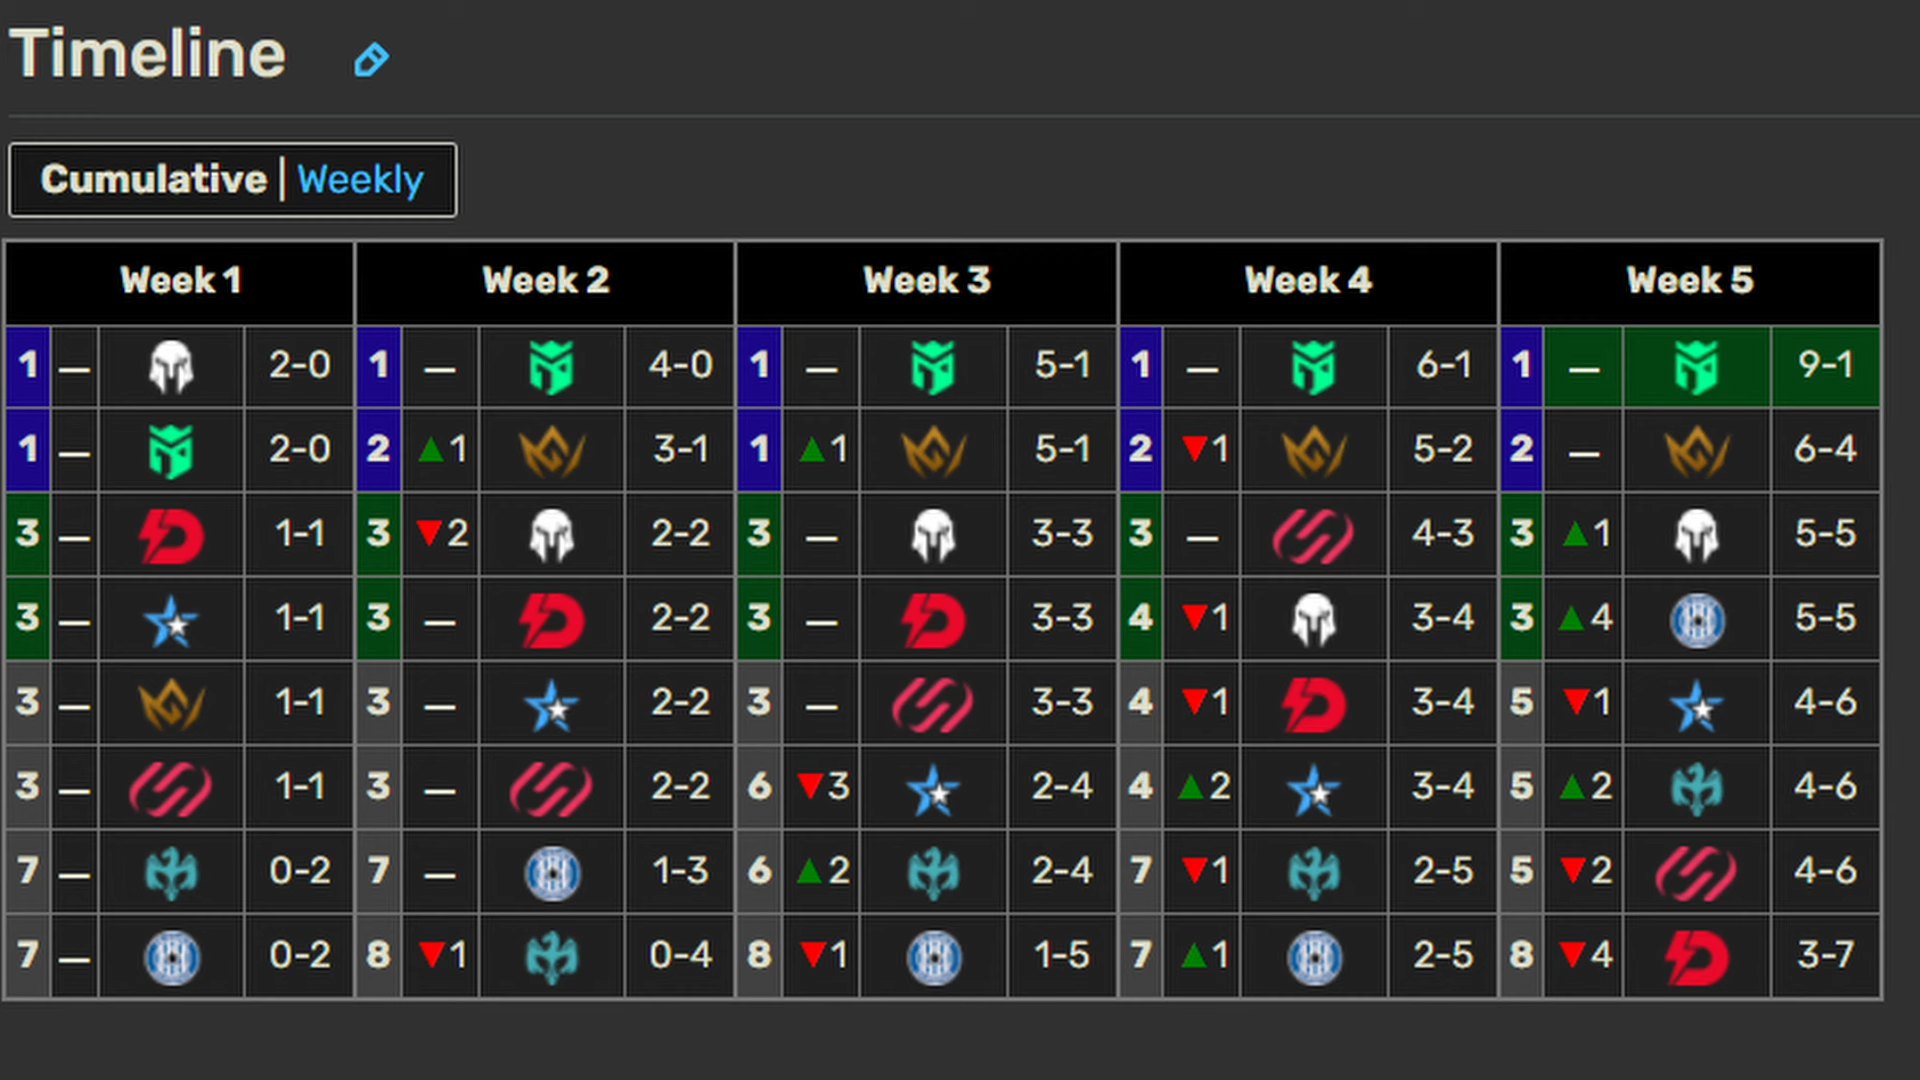 Timeline
Cumulative | Weekly
Week 1 Week 2 Week 3 Week 4 Week 5
1 — 2-0 1 — 4-0 1 — 5-1 1 — 6-1 1 — 9-1
1 — 2-0 2 ▲1 3-1 1 ▲1 5-1 2 ▼1 5-2 2 — 6-4
3 — 1-1 3 ▼2 2-2 3 — 3-3 3 — 4-3 3 ▲1 5-5
3 — 1-1 3 — 2-2 3 — 3-3 4 ▼1 3-4 3 ▲4 5-5
3 — 1-1 3 — 2-2 3 — 3-3 4 ▼1 3-4 5 ▼1 4-6
3 — 1-1 3 — 2-2 6 ▼3 2-4 4 ▲2 3-4 5 ▲2 4-6
7 — 0-2 7 — 1-3 6 ▲2 2-4 7 ▼1 2-5 5 ▼2 4-6
7 — 0-2 8 ▼1 0-4 8 ▼1 1-5 7 ▲1 2-5 8 ▼4 3-7